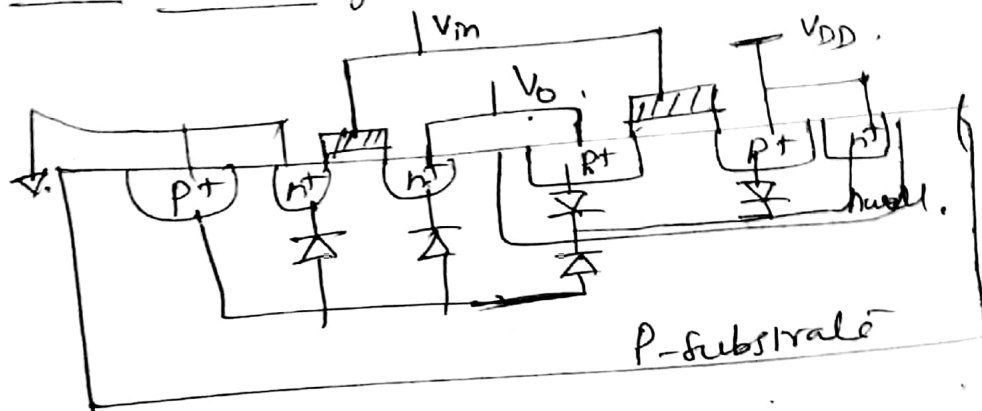 Vin
VDD.
Vo
p+ n+ n+ p+ p+ n+
nwell.
P-substrate